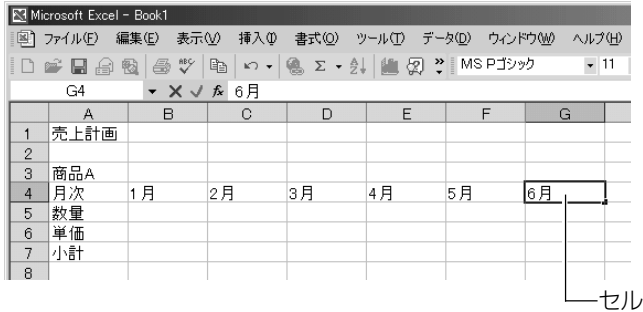 Microsoft Excel - Book1
ファイル(F) 編集(E) 表示(V) 挿入(I) 書式(O) ツール(T) データ(D) ウィンドウ(W) ヘルプ(H)
ABC Σ MS Pゴシック 11
G4 fx 6月
A B C D E F G
1 売上計画
2
3 商品A
4 月次 1月 2月 3月 4月 5月 6月
5 数量
6 単価
7 小計
8
セル